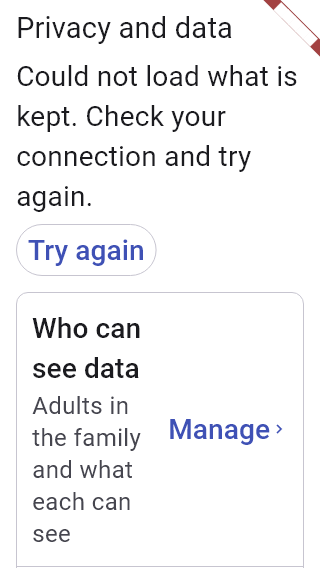 Privacy and data
Could not load what is
kept. Check your
connection and try
again.
Try again
Who can
see data
Adults in
the family
and what
each can
see
Manage ›